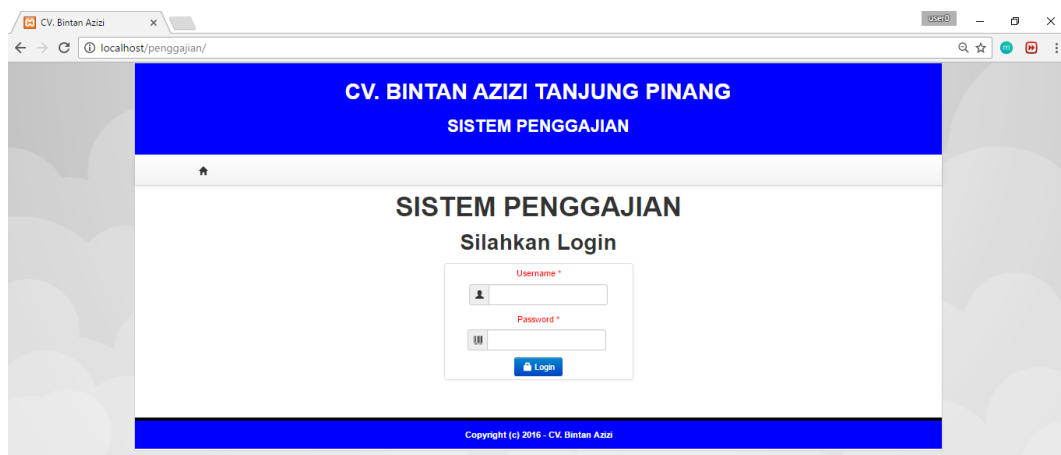 CV. Bintan Azizi
user0
localhost/penggajian/
CV. BINTAN AZIZI TANJUNG PINANG
SISTEM PENGGAJIAN
SISTEM PENGGAJIAN
Silahkan Login
Username *
Password *
Login
Copyright (c) 2016 - CV. Bintan Azizi